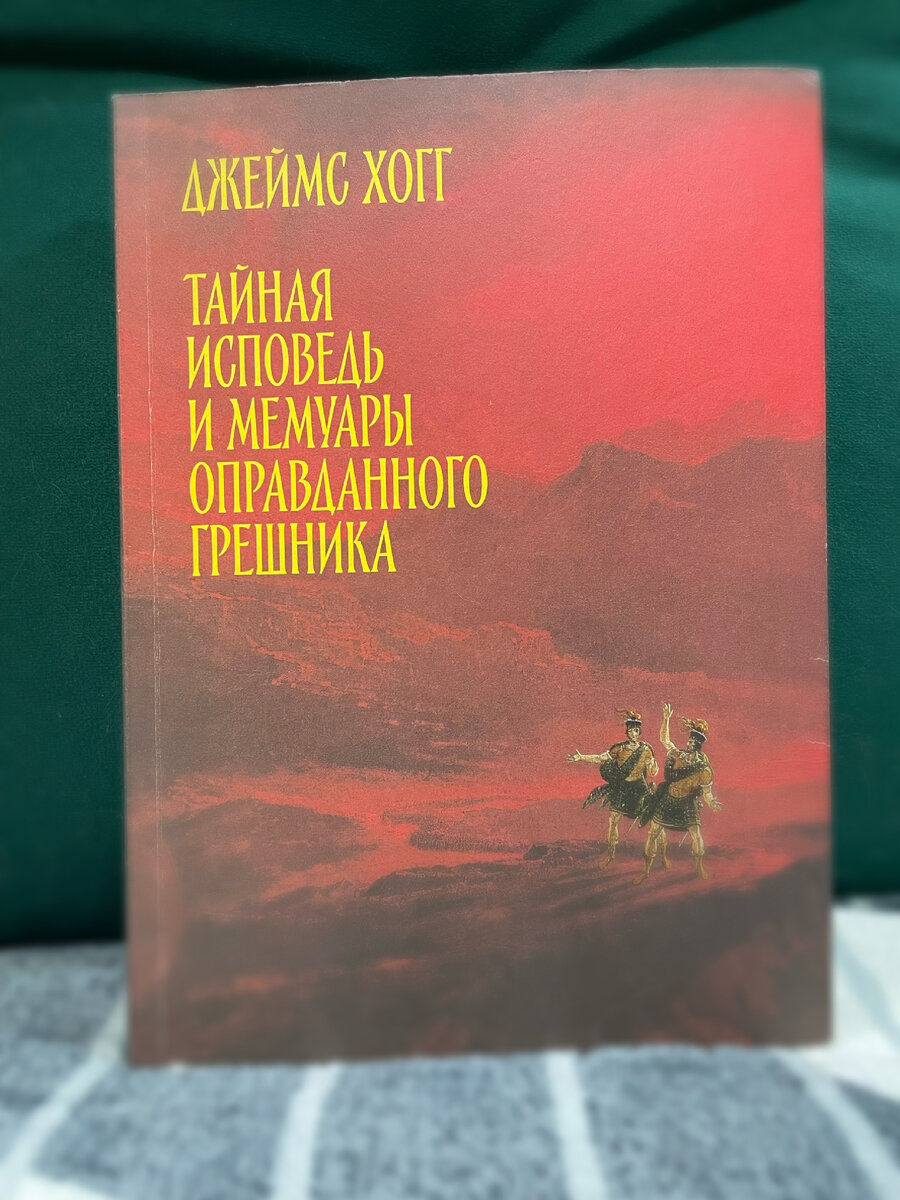 ДЖЕЙМС ХОГГ
ТАЙНАЯ
ИСПОВЕДЬ
И МЕМУАРЫ
ОПРАВДАННОГО
ГРЕШНИКА